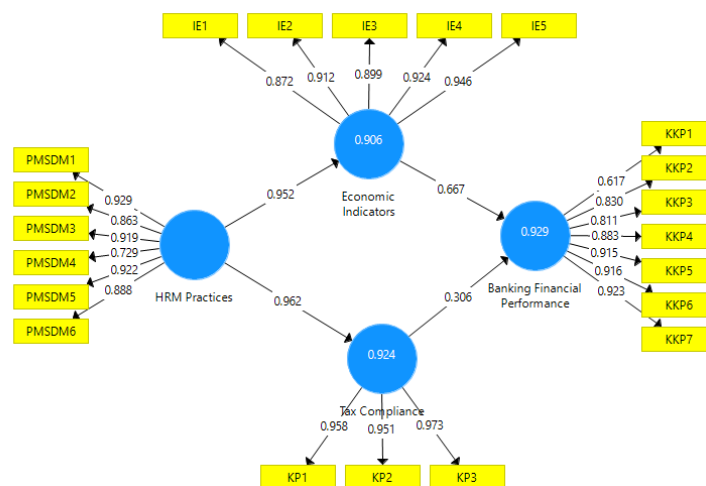 IE1
IE2
IE3
IE4
IE5
0.872
0.912
0.899
0.924
0.946
0.906
Economic
Indicators
PMSDM1
PMSDM2
PMSDM3
PMSDM4
PMSDM5
PMSDM6
0.929
0.863
0.919
0.729
0.922
0.888
HRM Practices
0.952
0.962
0.667
0.306
0.929
Banking Financial
Performance
KKP1
KKP2
KKP3
KKP4
KKP5
KKP6
KKP7
0.617
0.830
0.811
0.883
0.915
0.916
0.923
0.924
Tax Compliance
0.958
0.951
0.973
KP1
KP2
KP3